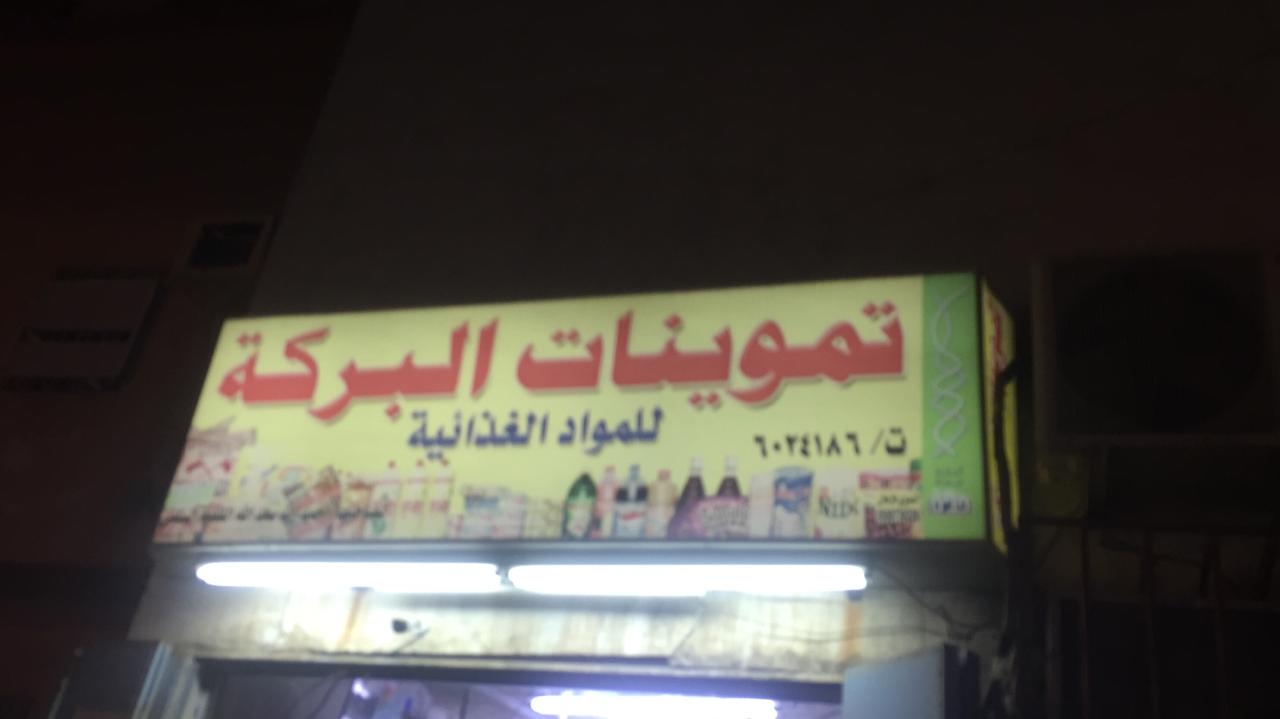 تموينات البركة
للمواد الغذائية
ت/ ٦٠٢٤١٨٦